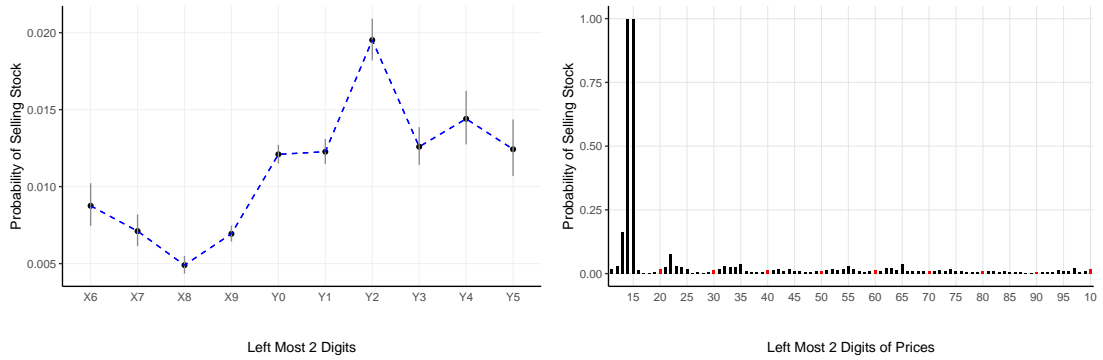 Probability of Selling Stock
0.020
0.015
0.010
0.005
X6 X7 X8 X9 Y0 Y1 Y2 Y3 Y4 Y5
Left Most 2 Digits
Probability of Selling Stock
1.00
0.75
0.50
0.25
0.00
15 20 25 30 35 40 45 50 55 60 65 70 75 80 85 90 95 10
Left Most 2 Digits of Prices